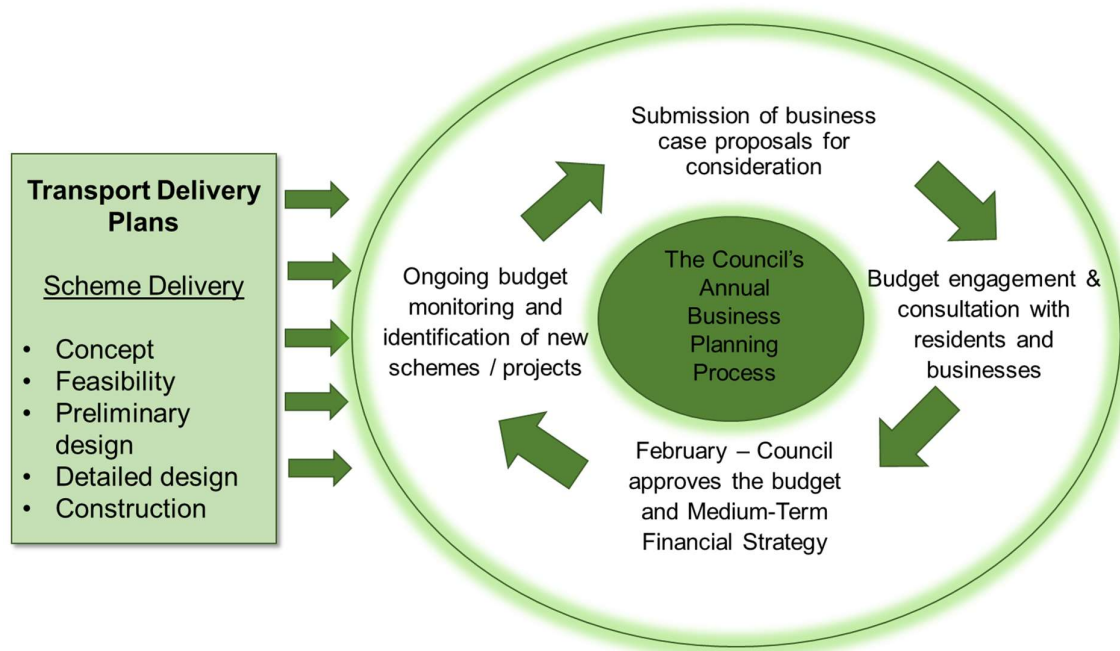 Transport Delivery
Plans
Scheme Delivery
• Concept
• Feasibility
• Preliminary
design
• Detailed design
• Construction
Submission of business
case proposals for
consideration
Budget engagement &
consultation with
residents and
businesses
February – Council
approves the budget
and Medium-Term
Financial Strategy
Ongoing budget
monitoring and
identification of new
schemes / projects
The Council’s
Annual
Business
Planning
Process